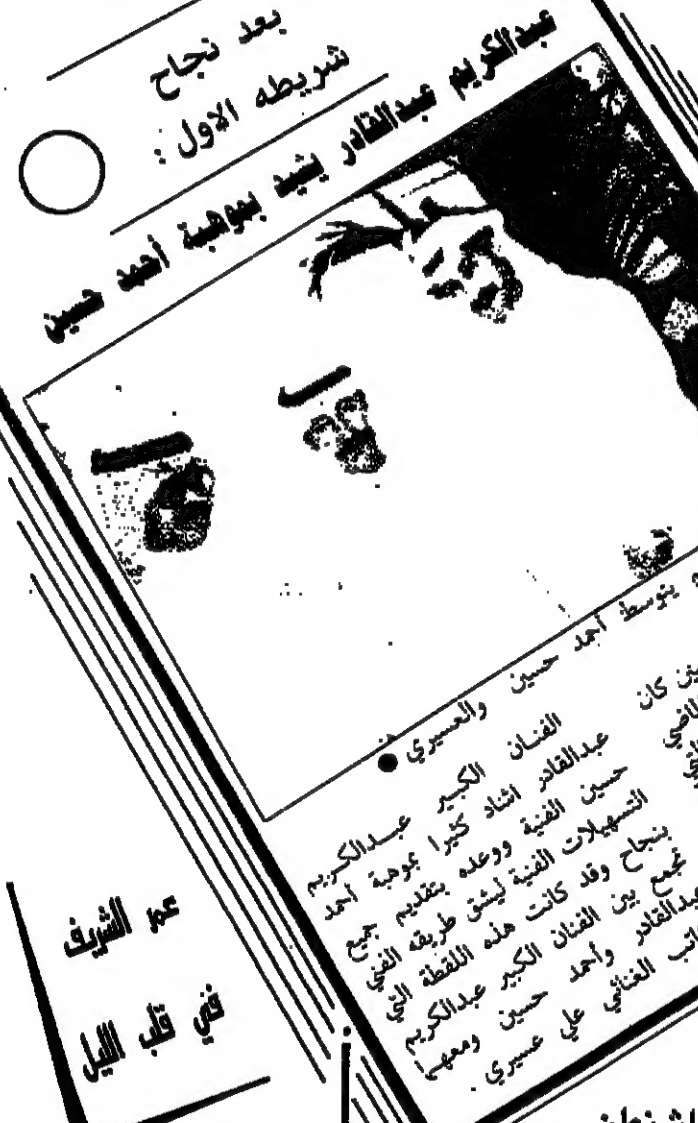 بعد نجاح
شريطه الاول :
عبدالكريم عبدالقادر يشيد بموهبة أحمد حسين
يتوسط أحمد حسين والعسيري
الفنان الكبير عبدالكريم
عبدالقادر اشاد كثيرا بموهبة أحمد
حسين الفنية ووعده بتقديم جميع
التسهيلات الفنية ليشق طريقه الفني
بنجاح وقد كانت هذه اللقطة التي
تجمع بين الفنان الكبير عبدالكريم
عبدالقادر وأحمد حسين ومعهما
الغنائي علي عسيري .
كان
عمر الشريف
في قلب الليل